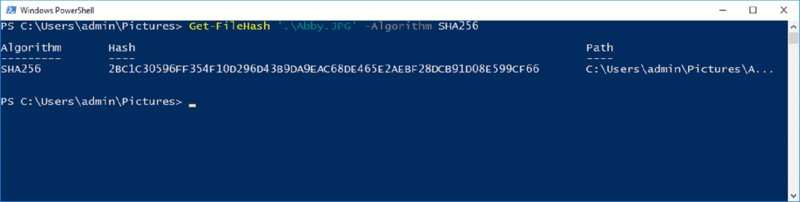 Windows PowerShell
PS C:\Users\admin\Pictures> Get-FileHash '.\Abby.JPG' -Algorithm SHA256
Algorithm Hash Path
--------- ---- ----
SHA256 2BC1C30596FF354F10D296D43B9DA9EAC68DE465E2AEBF28DCB91D08E599CF66 C:\Users\admin\Pictures\A...
PS C:\Users\admin\Pictures>